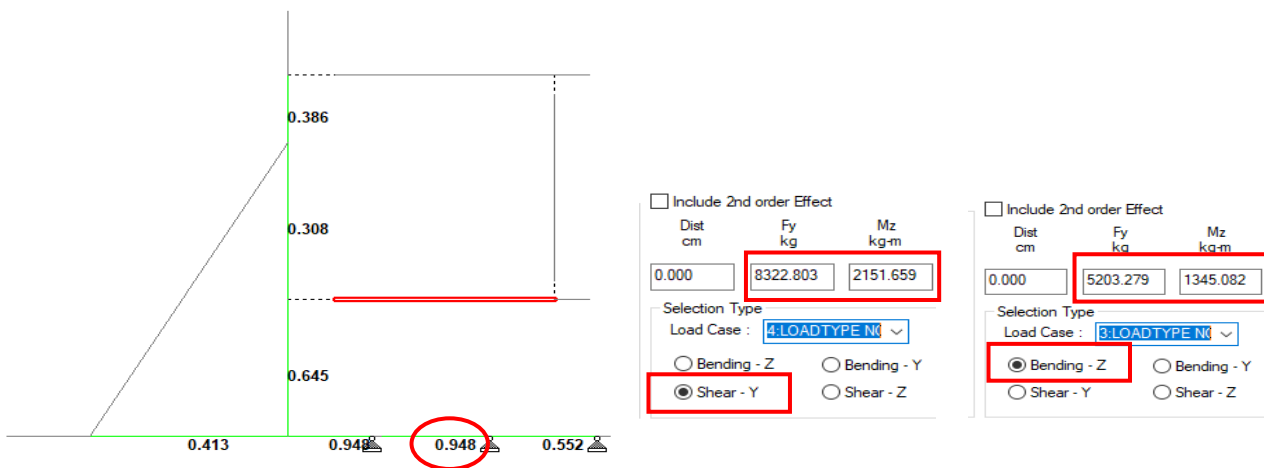 0.386
0.308
0.645
0.413
0.948
0.948
0.552
Include 2nd order Effect
Dist Fy Mz
cm kg kg-m
0.000 8322.803 2151.659
Selection Type
Load Case : 4:LOADTYPE NO
Bending - Z Bending - Y
Shear - Y Shear - Z
Include 2nd order Effect
Dist Fy Mz
cm kg kg-m
0.000 5203.279 1345.082
Selection Type
Load Case : 3:LOADTYPE NO
Bending - Z Bending - Y
Shear - Y Shear - Z